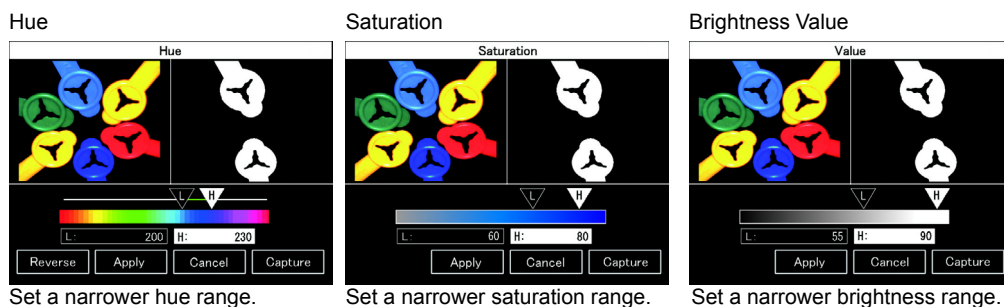 Hue
Saturation
Brightness Value
Hue
Saturation
Value
L H
L H
L H
L: 200 H: 230
L: 60 H: 80
L: 55 H: 90
Reverse Apply Cancel Capture
Apply Cancel Capture
Apply Cancel Capture
Set a narrower hue range.
Set a narrower saturation range.
Set a narrower brightness range.